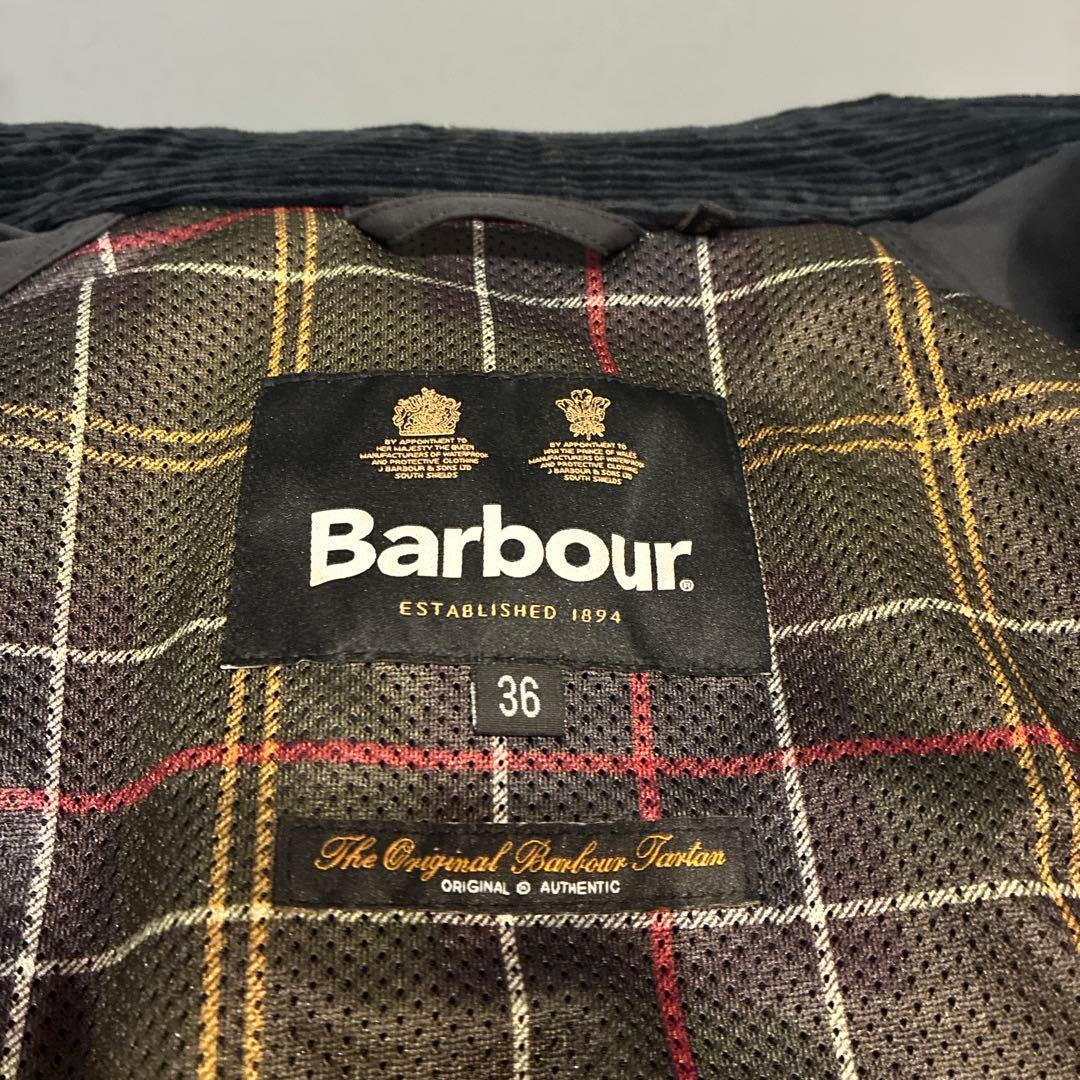 BY APPOINTMENT TO
HER MAJESTY THE QUEEN
MANUFACTURERS OF WATERPROOF
AND PROTECTIVE CLOTHING
J BARBOUR & SONS LTD
SOUTH SHIELDS
BY APPOINTMENT TO
HRH THE PRINCE OF WALES
MANUFACTURERS OF WATERPROOF
AND PROTECTIVE CLOTHING
J BARBOUR & SONS LTD
SOUTH SHIELDS
Barbour®
ESTABLISHED 1894
36
The Original Barbour Tartan
ORIGINAL ® AUTHENTIC